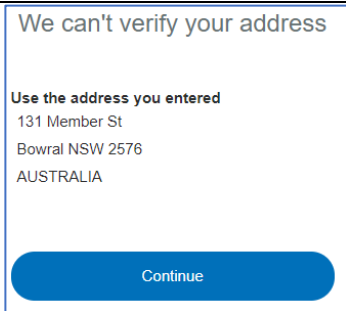 We can't verify your address
Use the address you entered
131 Member St
Bowral NSW 2576
AUSTRALIA
Continue